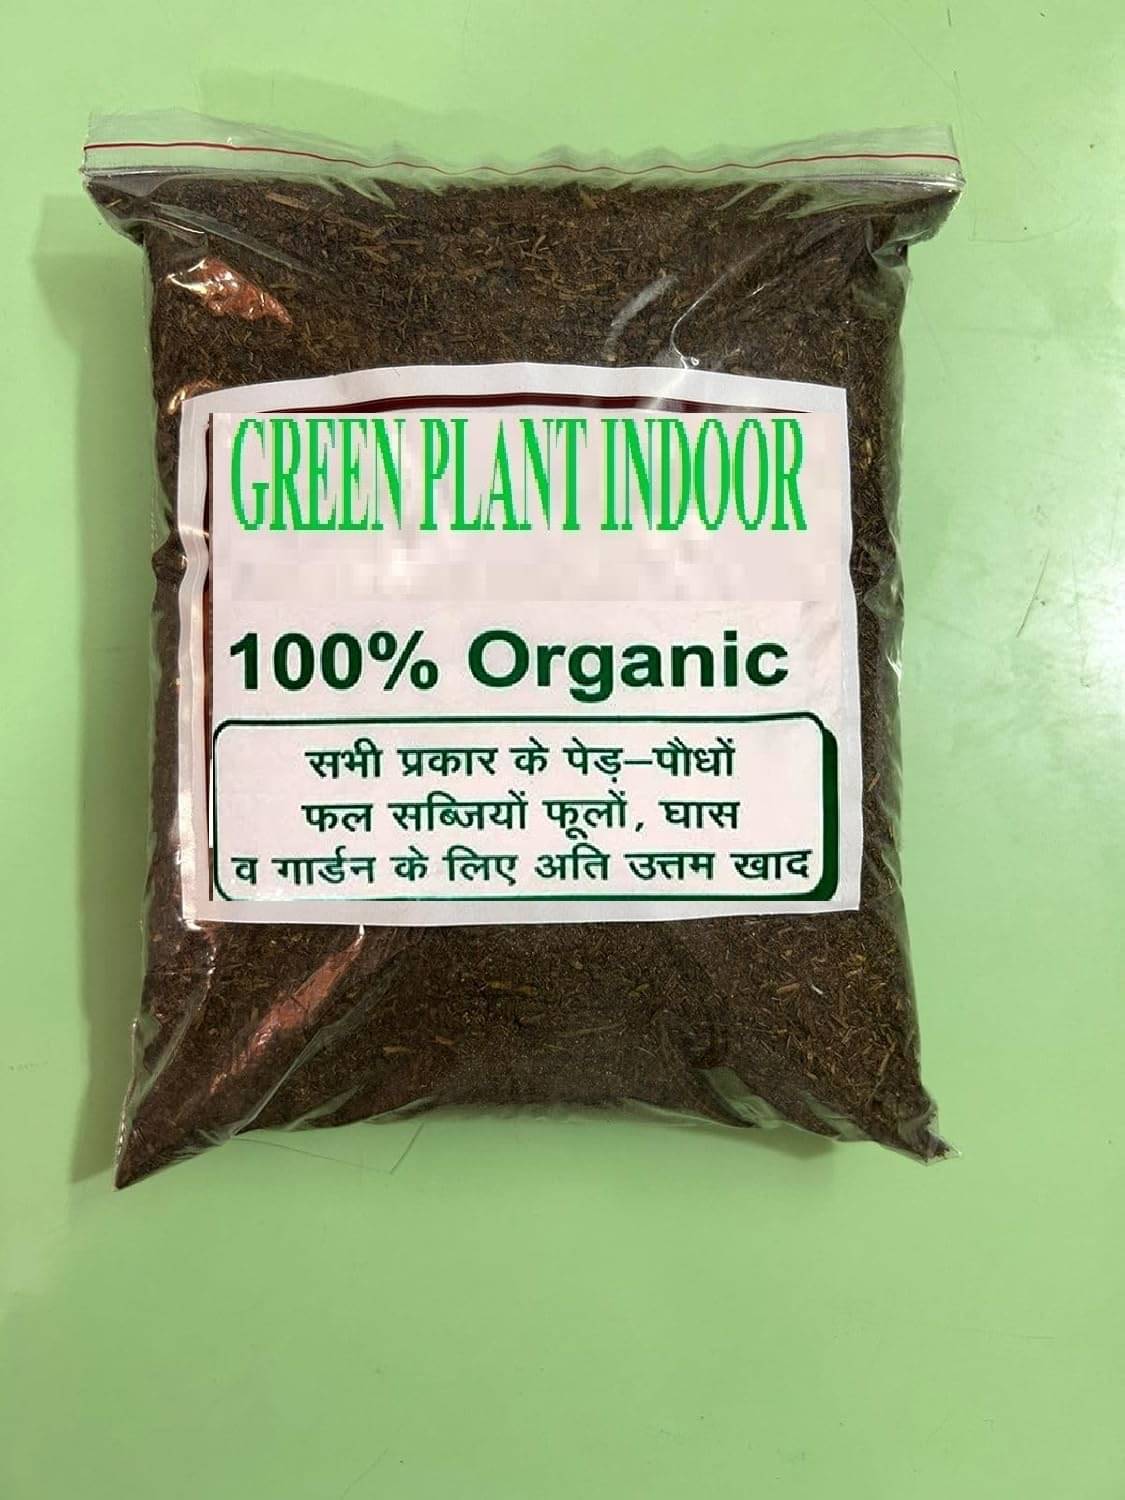 GREEN PLANT INDOOR
100% Organic
सभी प्रकार के पेड़–पौधों
फल सब्जियों फूलों, घास
व गार्डन के लिए अति उत्तम खाद